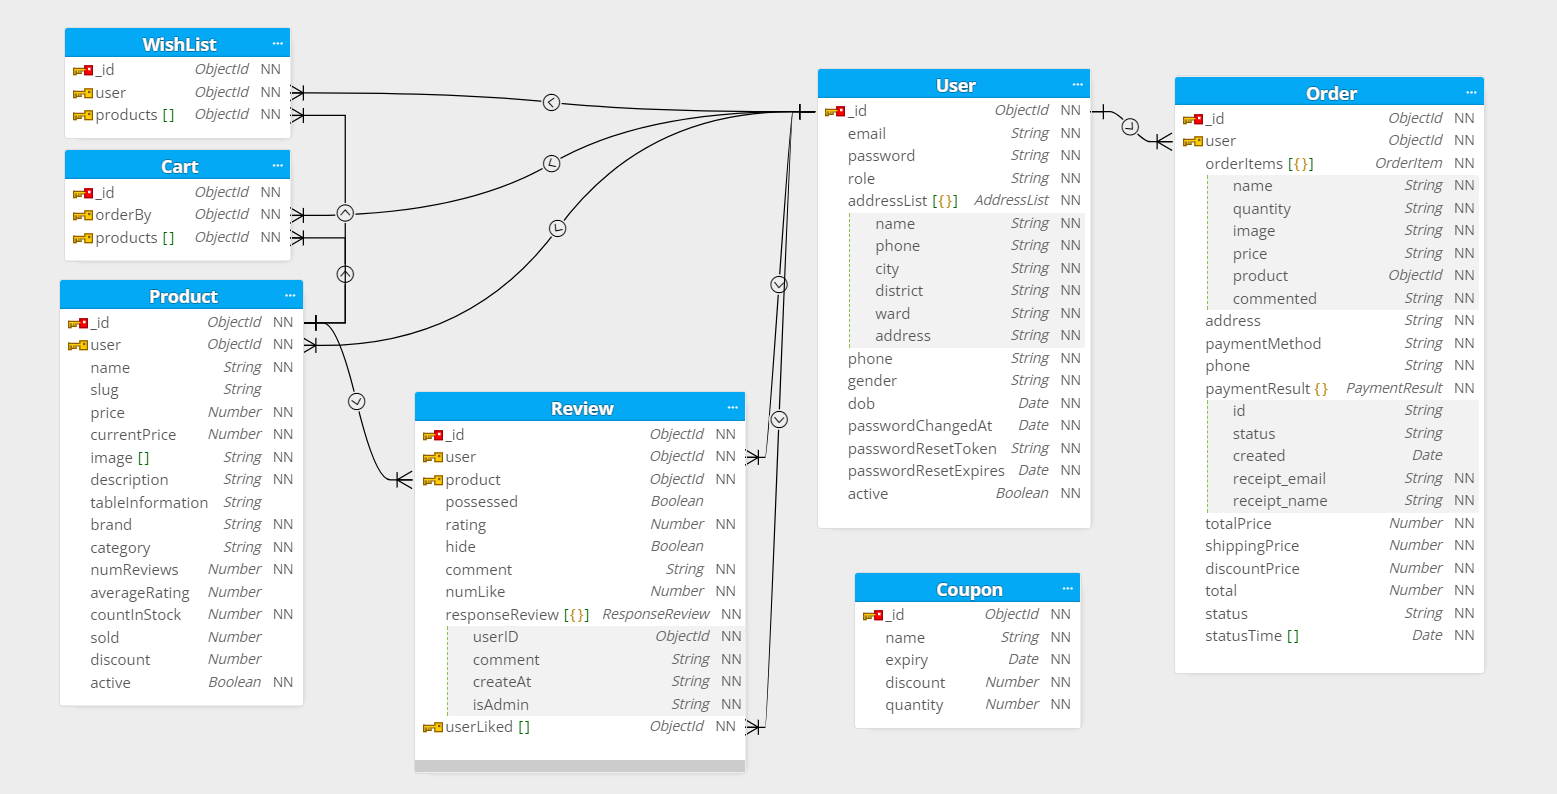 WishList ...
_id ObjectId NN
user ObjectId NN
products [] ObjectId NN
Cart ...
_id ObjectId NN
orderBy ObjectId NN
products [] ObjectId NN
Product ...
_id ObjectId NN
user ObjectId NN
name String NN
slug String
price Number NN
currentPrice Number NN
image [] String NN
description String NN
tableInformation String
brand String NN
category String NN
numReviews Number NN
averageRating Number
countInStock Number NN
sold Number
discount Number
active Boolean NN
Review ...
_id ObjectId NN
user ObjectId NN
product ObjectId NN
possessed Boolean
rating Number NN
hide Boolean
comment String NN
numLike Number NN
responseReview [{}] ResponseReview NN
userID ObjectId NN
comment String NN
createAt String NN
isAdmin String NN
userLiked [] ObjectId NN
User ...
_id ObjectId NN
email String NN
password String NN
role String NN
addressList [{}] AddressList NN
name String NN
phone String NN
city String NN
district String NN
ward String NN
address String NN
phone String NN
gender String NN
dob Date NN
passwordChangedAt Date NN
passwordResetToken String NN
passwordResetExpires Date NN
active Boolean NN
Coupon ...
_id ObjectId NN
name String NN
expiry Date NN
discount Number NN
quantity Number NN
Order ...
_id ObjectId NN
user ObjectId NN
orderItems [{}] OrderItem NN
name String NN
quantity String NN
image String NN
price String NN
product ObjectId NN
commented String NN
address String NN
paymentMethod String NN
phone String NN
paymentResult {} PaymentResult NN
id String
status String
created Date
receipt_email String NN
receipt_name String NN
totalPrice Number NN
shippingPrice Number NN
discountPrice Number NN
total Number NN
status String NN
statusTime [] Date NN